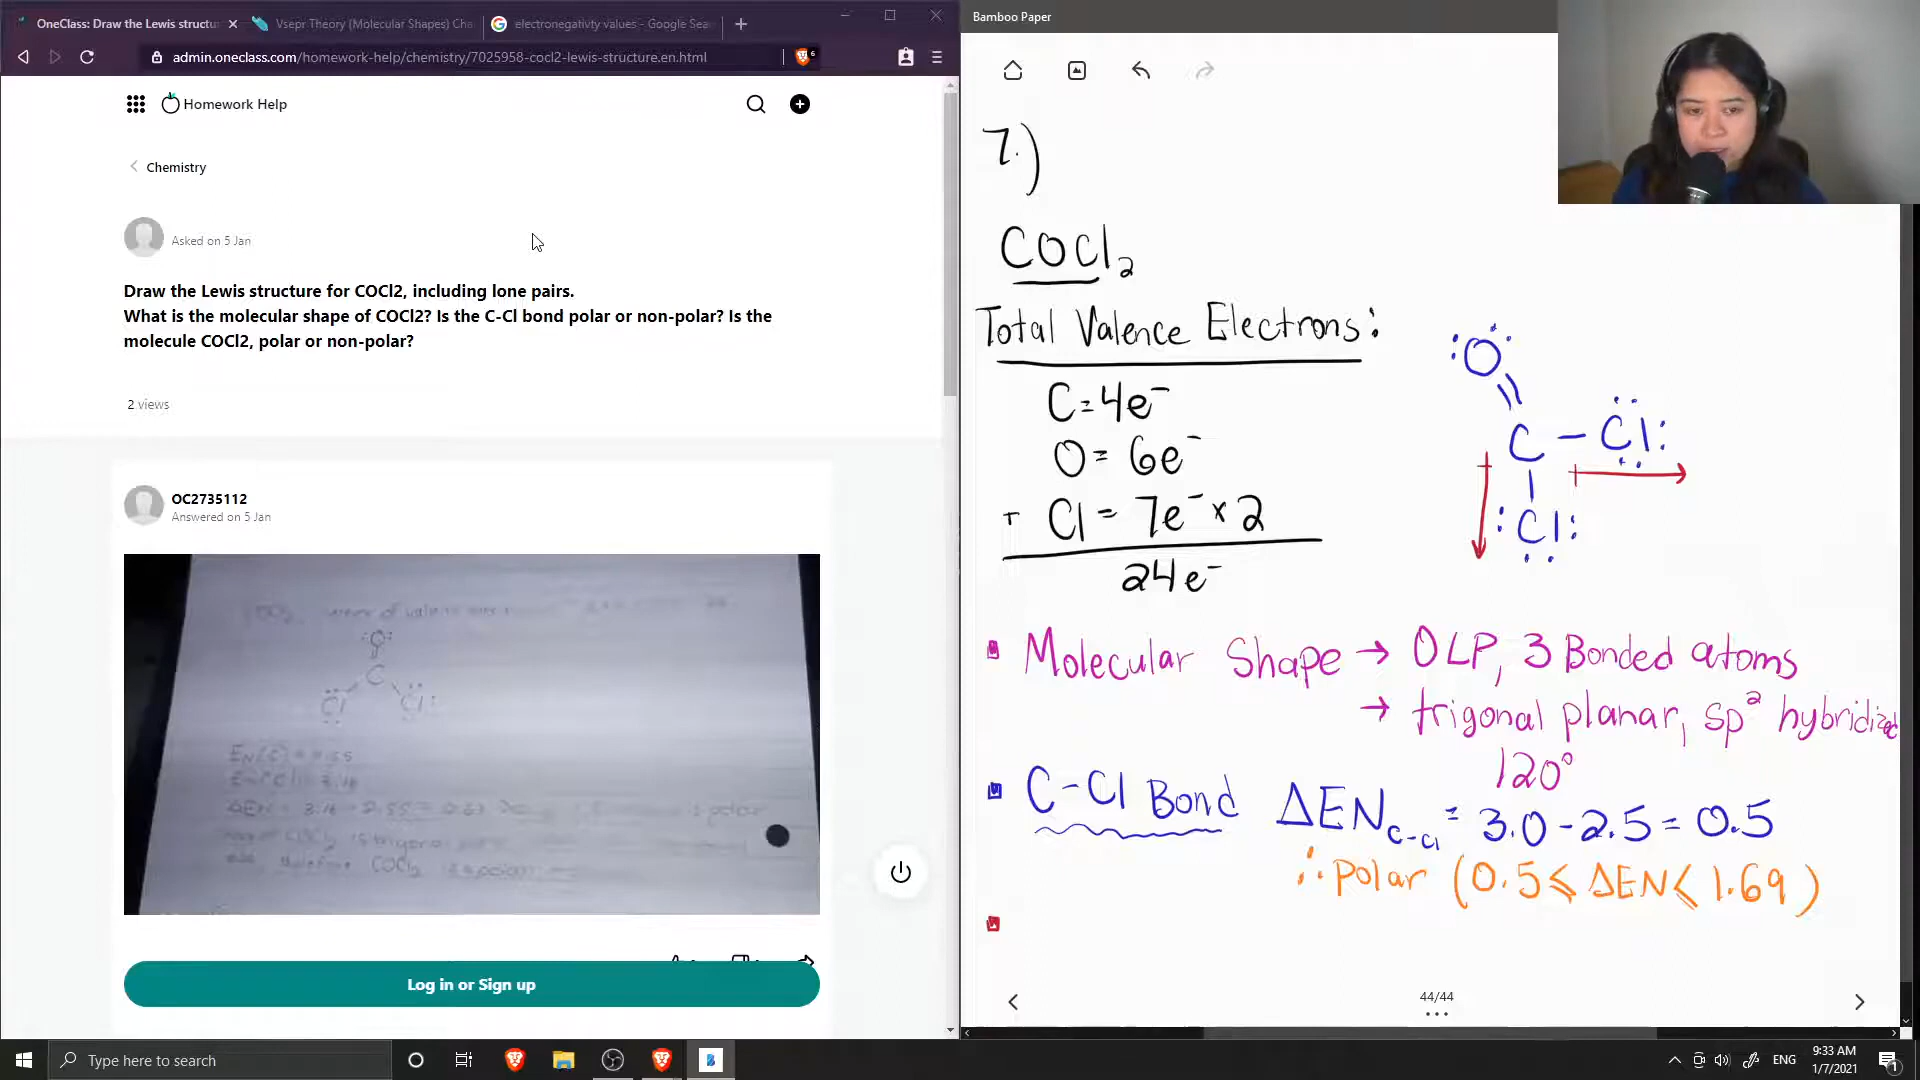 OneClass: Draw the Lewis structu
Vsepr Theory (Molecular Shapes) Cha
electronegativty values - Google Sea
Bamboo Paper
admin.oneclass.com/homework-help/chemistry/7025958-cocl2-lewis-structure.en.html
6
Homework Help
Chemistry
Asked on 5 Jan
Draw the Lewis structure for COCl2, including lone pairs.
What is the molecular shape of COCl2? Is the C-Cl bond polar or non-polar? Is the
molecule COCl2, polar or non-polar?
2 views
OC2735112
Answered on 5 Jan
O
C
Cl Cl
Log in or Sign up
7.)
COCl2
Total Valence Electrons:
C = 4e⁻
O = 6e⁻
+ Cl = 7e⁻ × 2
24e⁻
:O
C - Cl:
:Cl:
Molecular Shape → 0LP, 3 Bonded atoms
→ trigonal planar, sp² hybridized
120°
C-Cl Bond ΔEN C-Cl = 3.0 - 2.5 = 0.5
∴ Polar (0.5 ≤ ΔEN < 1.69)
44/44
Type here to search
ENG
9:33 AM
1/7/2021
1